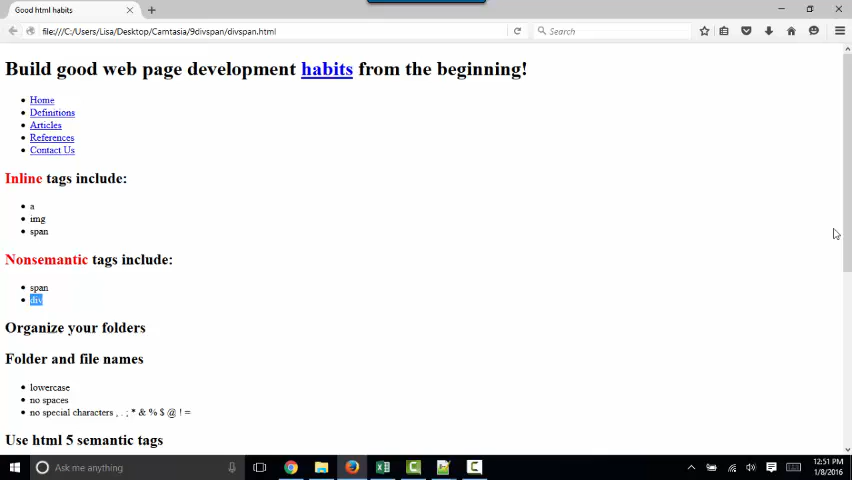 Good html habits
file:///C:/Users/Lisa/Desktop/Camtasia/9divspan/divspan.html
Search
Build good web page development habits from the beginning!
Home
Definitions
Articles
References
Contact Us
Inline tags include:
a
img
span
Nonsemantic tags include:
span
div
Organize your folders
Folder and file names
lowercase
no spaces
no special characters , . ; * & % $ @ ! =
Use html 5 semantic tags
Ask me anything
12:51 PM
1/8/2016